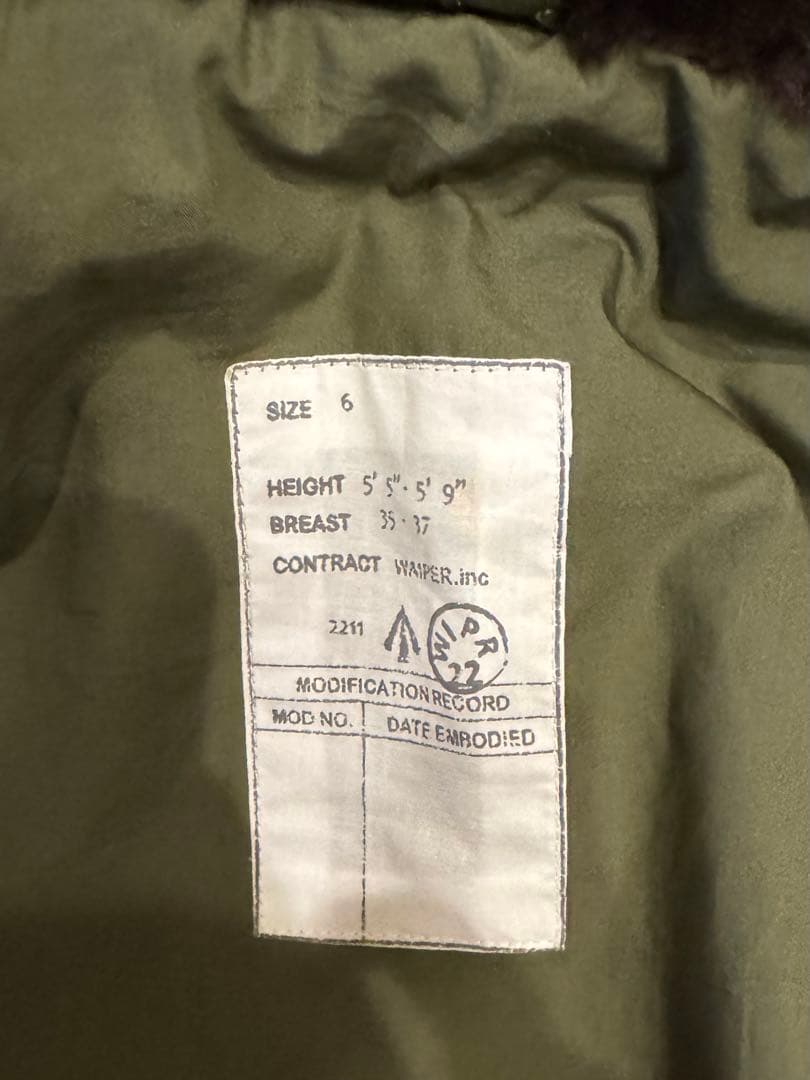 SIZE 6
HEIGHT 5' 5"· 5' 9"
BREAST 35 · 37
CONTRACT WAIPER.inc
2211
WIPR
22
MODIFICATION RECORD
MOD NO. DATE EMBODIED